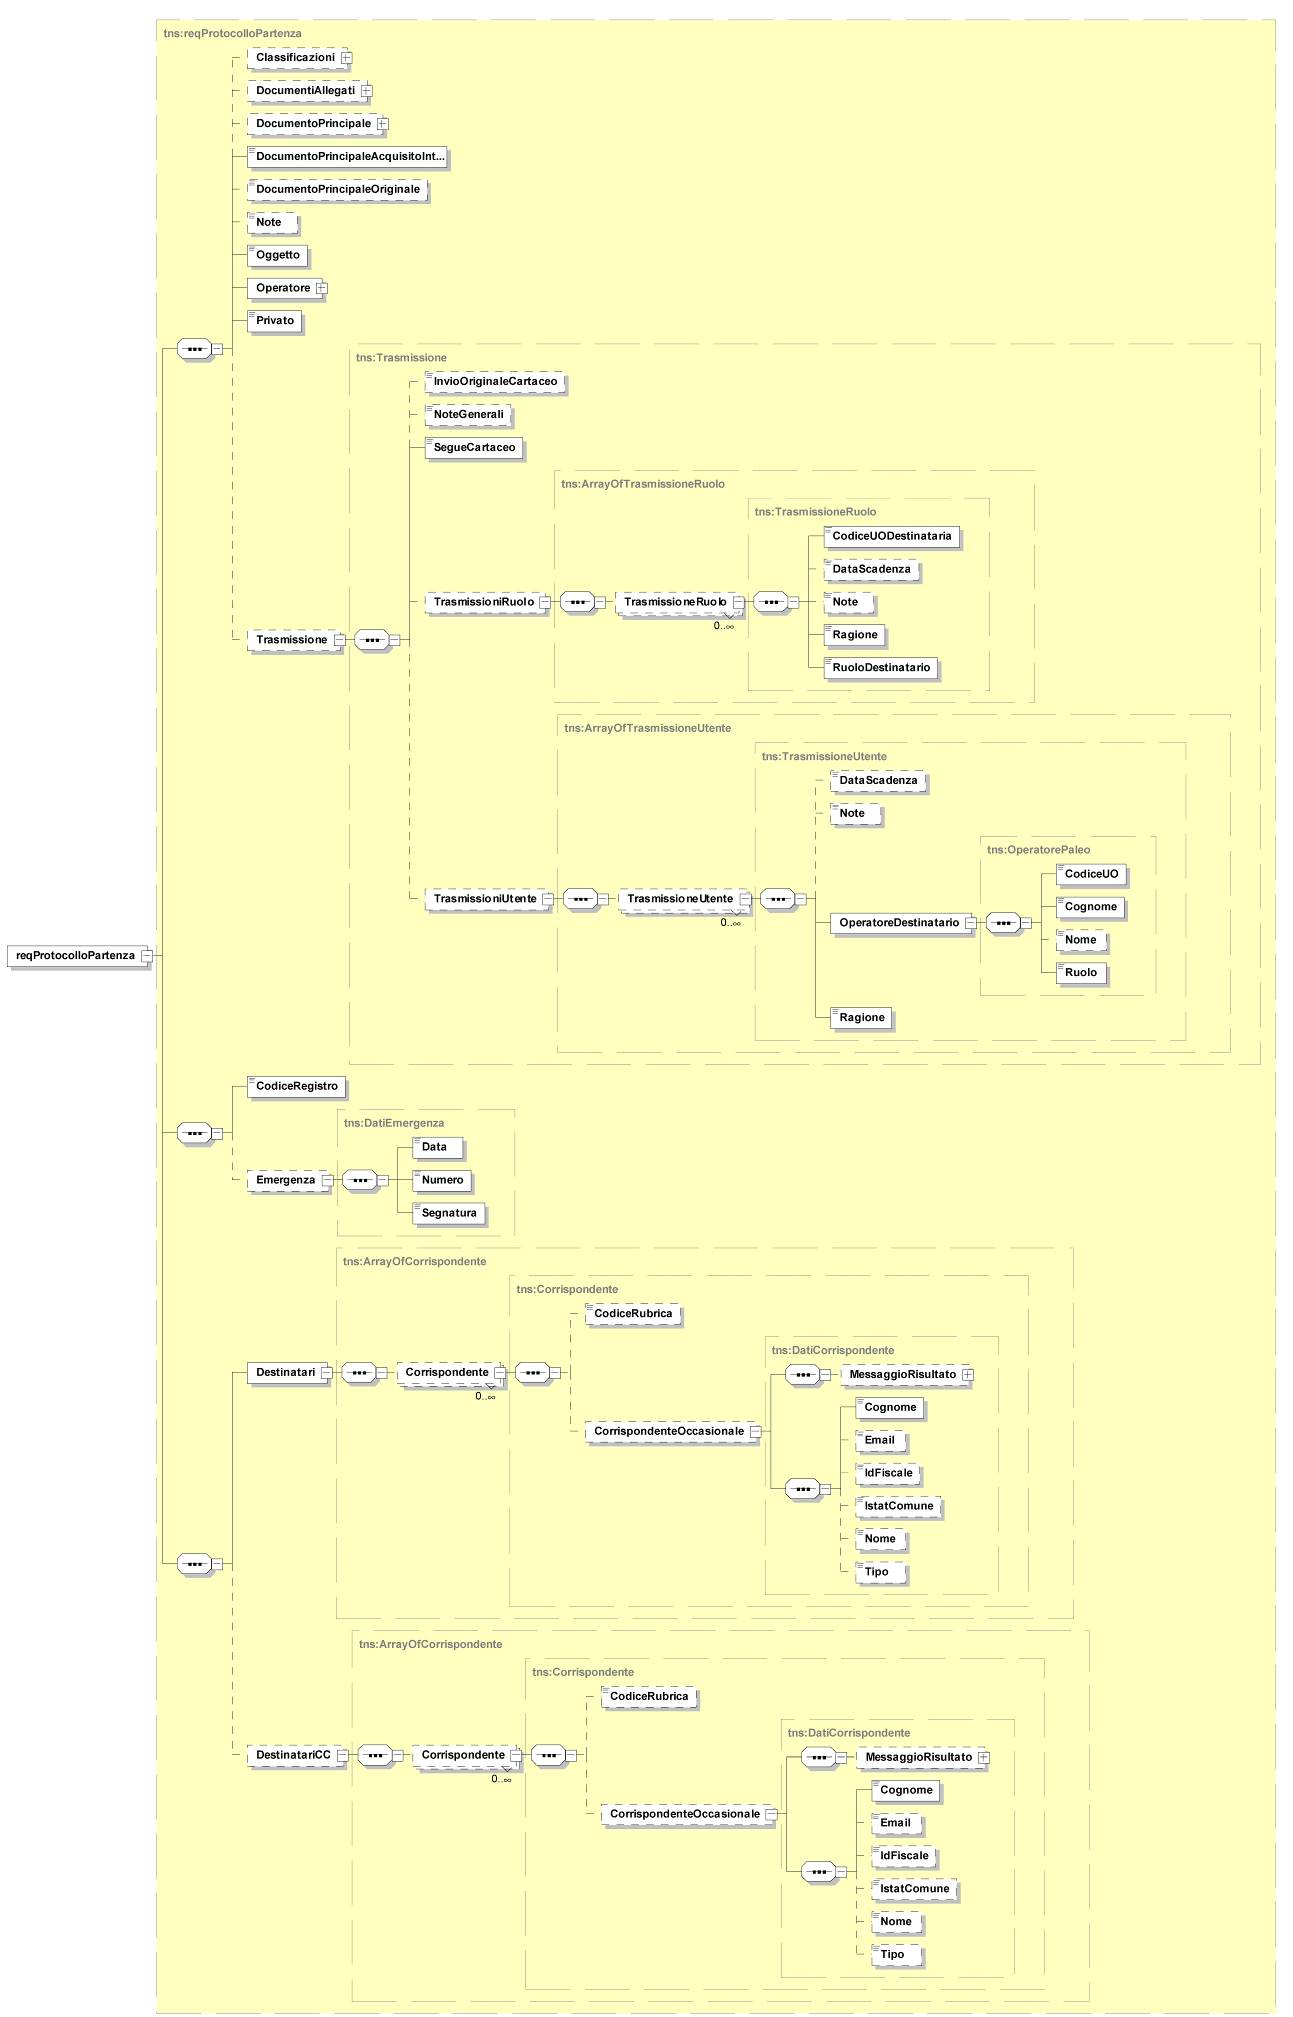 tns:reqProtocolloPartenza
Classificazioni
DocumentiAllegati
DocumentoPrincipale
DocumentoPrincipaleAcquisitoInt...
DocumentoPrincipaleOriginale
Note
Oggetto
Operatore
Privato
tns:Trasmissione
InvioOriginaleCartaceo
NoteGenerali
SegueCartaceo
tns:ArrayOfTrasmissioneRuolo
tns:TrasmissioneRuolo
CodiceUODestinataria
DataScadenza
TrasmissioniRuolo
TrasmissioneRuolo
0..∞
Note
Ragione
RuoloDestinatario
Trasmissione
tns:ArrayOfTrasmissioneUtente
tns:TrasmissioneUtente
DataScadenza
Note
tns:OperatorePaleo
CodiceUO
TrasmissioniUtente
TrasmissioneUtente
0..∞
OperatoreDestinatario
Cognome
Nome
Ruolo
reqProtocolloPartenza
Ragione
CodiceRegistro
tns:DatiEmergenza
Data
Emergenza
Numero
Segnatura
tns:ArrayOfCorrispondente
tns:Corrispondente
CodiceRubrica
tns:DatiCorrispondente
Destinatari
Corrispondente
0..∞
MessaggioRisultato
Cognome
CorrispondenteOccasionale
Email
IdFiscale
IstatComune
Nome
Tipo
tns:ArrayOfCorrispondente
tns:Corrispondente
CodiceRubrica
tns:DatiCorrispondente
DestinatariCC
Corrispondente
0..∞
MessaggioRisultato
Cognome
CorrispondenteOccasionale
Email
IdFiscale
IstatComune
Nome
Tipo